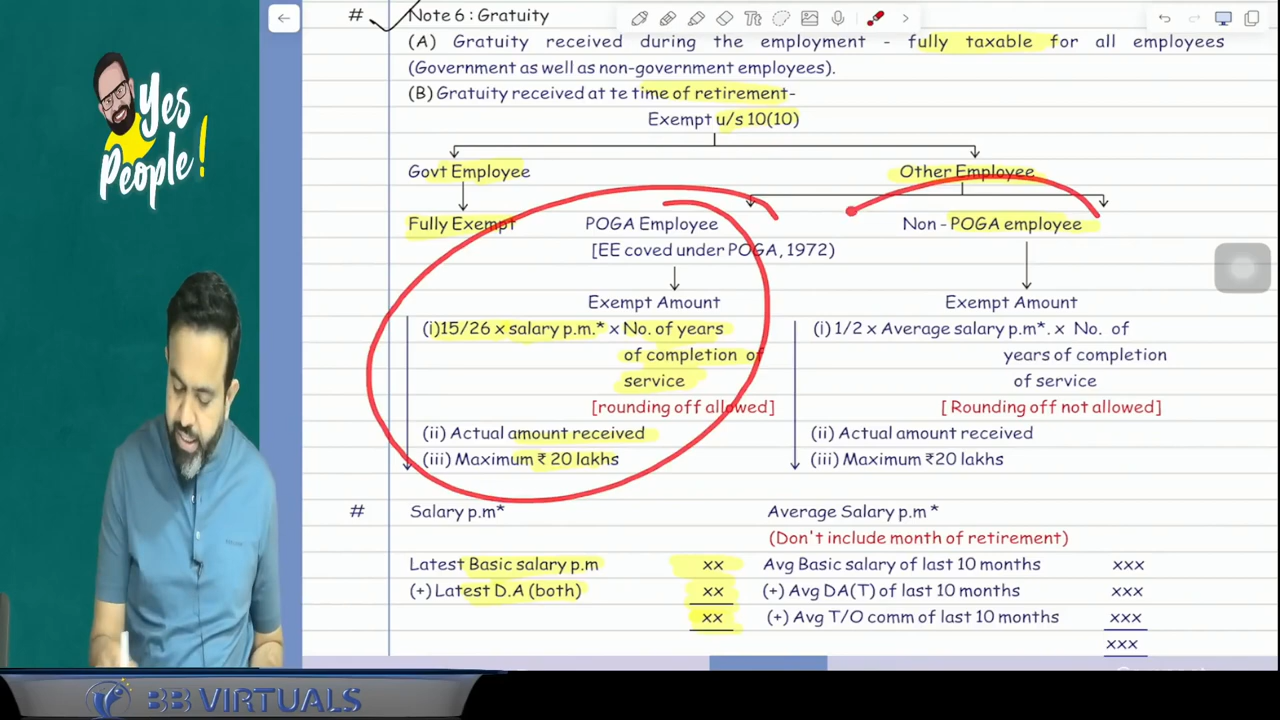 # Note 6 : Gratuity
(A) Gratuity received during the employment - fully taxable for all employees
(Government as well as non-government employees).
(B) Gratuity received at te time of retirement-
Exempt u/s 10(10)
Govt Employee
Other Employee
Fully Exempt
POGA Employee
Non - POGA employee
[EE coved under POGA, 1972)
Exempt Amount
(i)15/26 x salary p.m.* x No. of years
of completion of
service
[rounding off allowed]
(ii) Actual amount received
(iii) Maximum ₹ 20 lakhs
Exempt Amount
(i) 1/2 x Average salary p.m*. x No. of
years of completion
of service
[ Rounding off not allowed]
(ii) Actual amount received
(iii) Maximum ₹20 lakhs
# Salary p.m*
Latest Basic salary p.m xx
(+) Latest D.A (both) xx
xx
Average Salary p.m *
(Don't include month of retirement)
Avg Basic salary of last 10 months xxx
(+) Avg DA(T) of last 10 months xxx
(+) Avg T/O comm of last 10 months xxx
xxx
Yes
People !
Tt
BB VIRTUALS